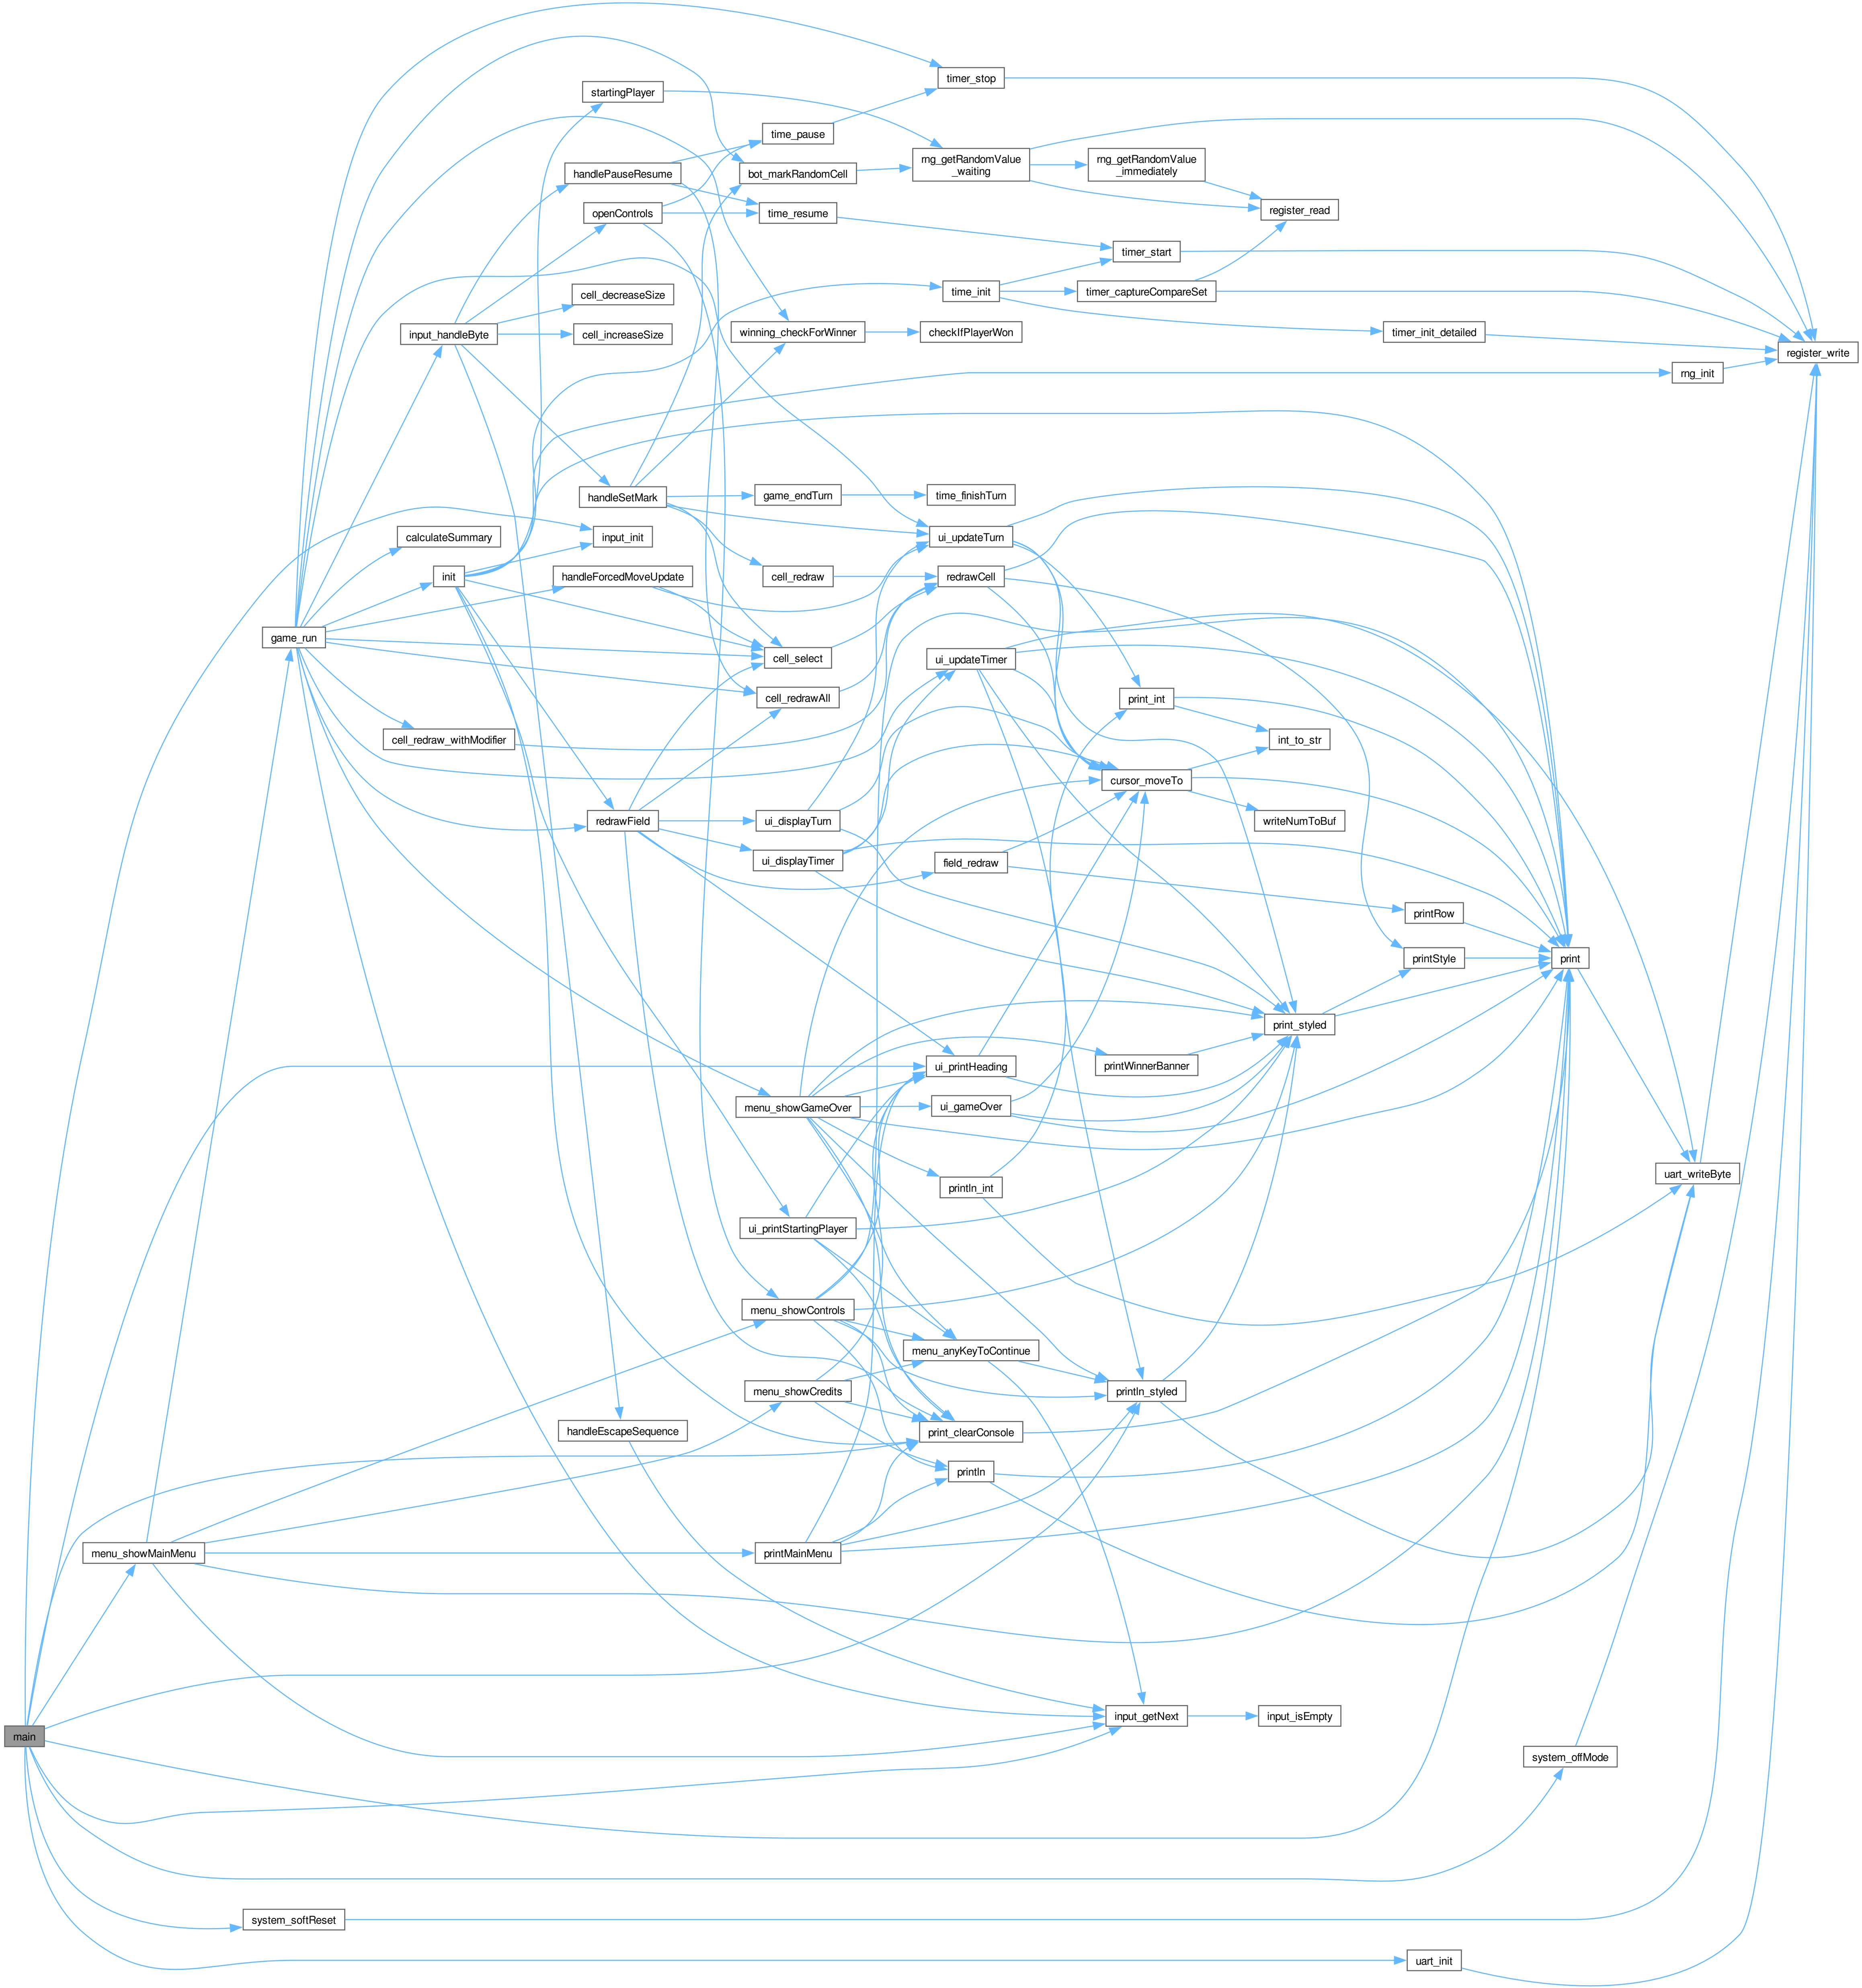 timer_stop
startingPlayer
time_pause
rng_getRandomValue
_waiting
rng_getRandomValue
_immediately
handlePauseResume
bot_markRandomCell
openControls
time_resume
register_read
timer_start
cell_decreaseSize
time_init
timer_captureCompareSet
input_handleByte
cell_increaseSize
winning_checkForWinner
checkIfPlayerWon
timer_init_detailed
register_write
rng_init
handleSetMark
game_endTurn
time_finishTurn
calculateSummary
input_init
ui_updateTurn
init
handleForcedMoveUpdate
cell_redraw
redrawCell
game_run
cell_select
ui_updateTimer
cell_redrawAll
print_int
cell_redraw_withModifier
int_to_str
cursor_moveTo
redrawField
ui_displayTurn
writeNumToBuf
ui_displayTimer
field_redraw
printRow
printStyle
print
print_styled
ui_printHeading
printWinnerBanner
menu_showGameOver
ui_gameOver
uart_writeByte
println_int
ui_printStartingPlayer
menu_showControls
menu_anyKeyToContinue
menu_showCredits
println_styled
handleEscapeSequence
print_clearConsole
println
menu_showMainMenu
printMainMenu
input_getNext
input_isEmpty
main
system_offMode
system_softReset
uart_init